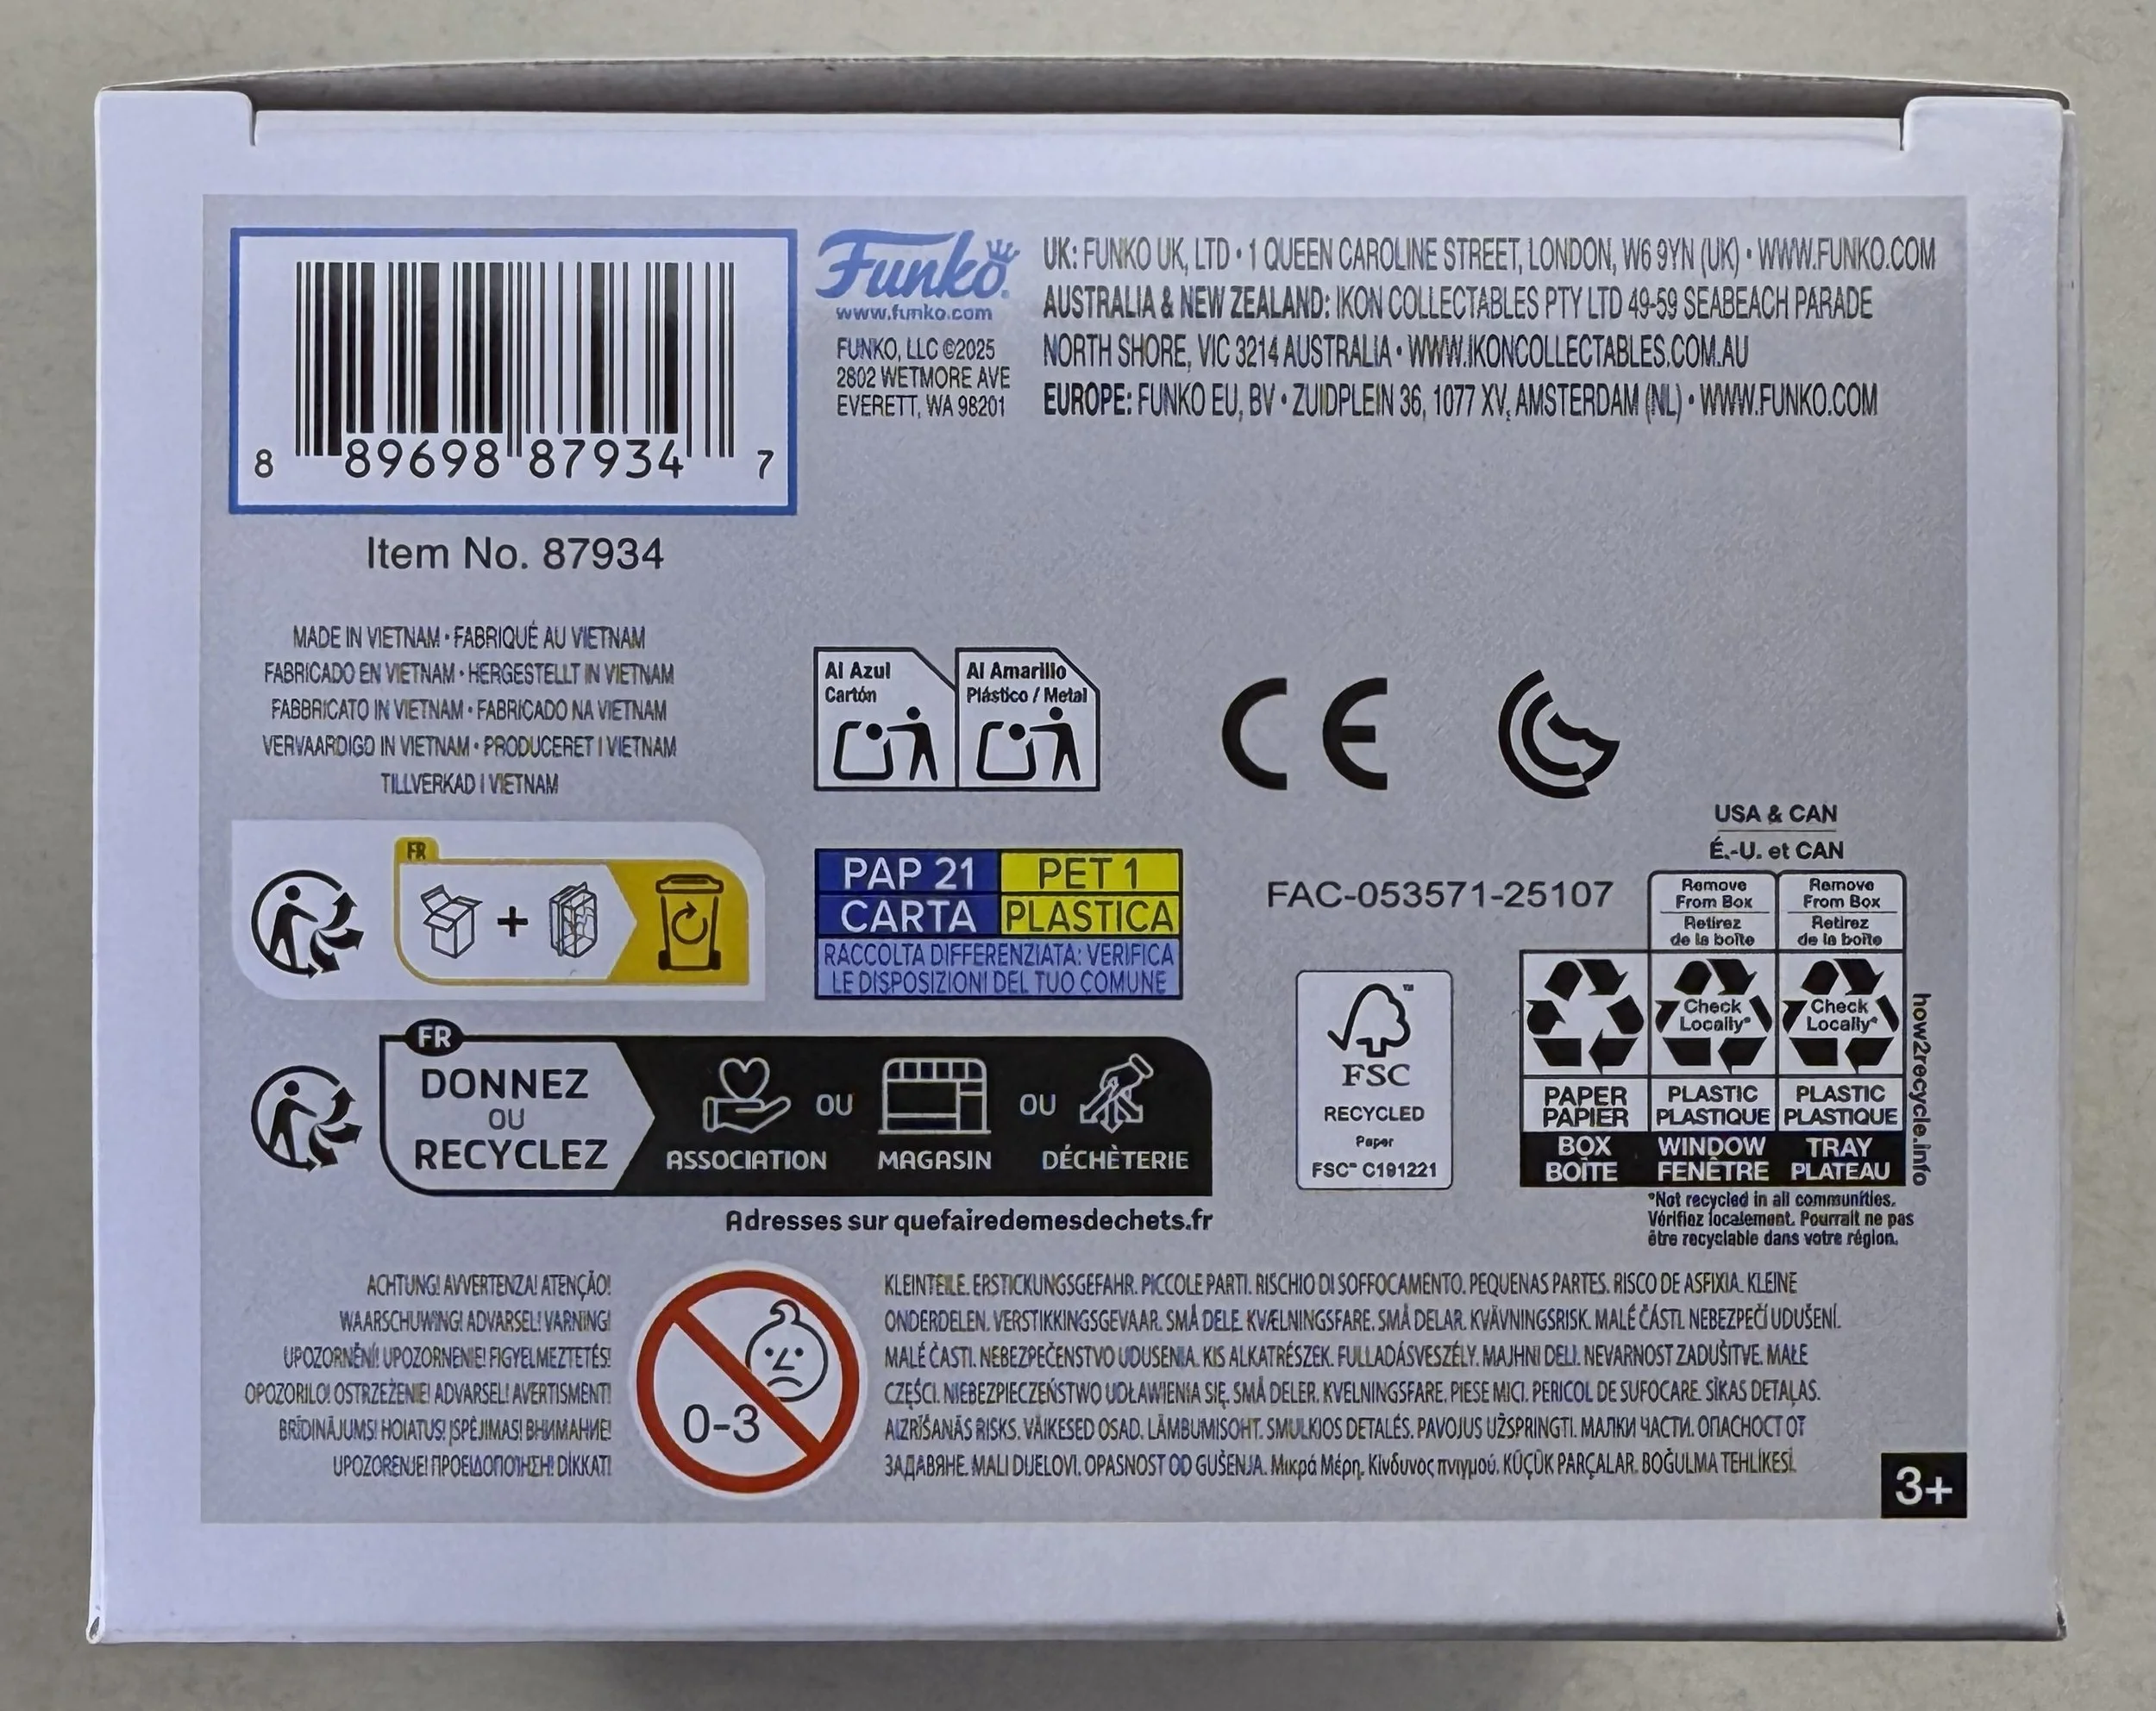 8 89698 87934 7
Item No. 87934
Funko
www.funko.com
FUNKO, LLC ©2025
2802 WETMORE AVE
EVERETT, WA 98201
UK: FUNKO UK, LTD • 1 QUEEN CAROLINE STREET, LONDON, W6 9YN (UK) • WWW.FUNKO.COM
AUSTRALIA & NEW ZEALAND: IKON COLLECTABLES PTY LTD 49-59 SEABEACH PARADE
NORTH SHORE, VIC 3214 AUSTRALIA • WWW.IKONCOLLECTABLES.COM.AU
EUROPE: FUNKO EU, BV • ZUIDPLEIN 36, 1077 XV, AMSTERDAM (NL) • WWW.FUNKO.COM
MADE IN VIETNAM • FABRIQUÉ AU VIETNAM
FABRICADO EN VIETNAM • HERGESTELLT IN VIETNAM
FABBRICATO IN VIETNAM • FABRICADO NA VIETNAM
VERVAARDIGD IN VIETNAM • PRODUCERET I VIETNAM
TILLVERKAD I VIETNAM
Al Azul
Cartón
Al Amarillo
Plástico / Metal
CE
FR
+
PAP 21
CARTA
PET 1
PLASTICA
RACCOLTA DIFFERENZIATA: VERIFICA
LE DISPOSIZIONI DEL TUO COMUNE
FAC-053571-25107
USA & CAN
É.-U. et CAN
Remove
From Box
Retirez
de la boîte
Remove
From Box
Retirez
de la boîte
Check
Locally*
Check
Locally*
PAPER
PAPIER
PLASTIC
PLASTIQUE
PLASTIC
PLASTIQUE
BOX
BOÎTE
WINDOW
FENÊTRE
TRAY
PLATEAU
how2recycle.info
*Not recycled in all communities.
Vérifiez localement. Pourrait ne pas
être recyclable dans votre région.
FSC
RECYCLED
Paper
FSC™ C191221
FR
DONNEZ
OU
RECYCLEZ
ASSOCIATION
OU
MAGASIN
OU
DÉCHÈTERIE
Adresses sur quefairedemesdechets.fr
ACHTUNG! AVVERTENZA! ATENÇÃO!
WAARSCHUWING! ADVARSEL! VARNING!
UPOZORNĚNÍ! UPOZORNENIE! FIGYELMEZTETÉS!
OPOZORILO! OSTRZEŻENIE! ADVARSEL! AVERTISMENT!
BRĪDINĀJUMS! HOIATUS! ĮSPĖJIMAS! ВНИМАНИЕ!
UPOZORENJE! ΠΡΟΕΙΔΟΠΟΊΗΣΗ! DİKKAT!
0-3
KLEINTEILE. ERSTICKUNGSGEFAHR. PICCOLE PARTI. RISCHIO DI SOFFOCAMENTO. PEQUENAS PARTES. RISCO DE ASFIXIA. KLEINE
ONDERDELEN. VERSTIKKINGSGEVAAR. SMÅ DELE. KVÆLNINGSFARE. SMÅ DELAR. KVÄVNINGSRISK. MALÉ ČÁSTI. NEBEZPEČÍ UDUŠENÍ.
MALÉ ČASTI. NEBEZPEČENSTVO UDUSENIA. KIS ALKATRÉSZEK. FULLADÁSVESZÉLY. MAJHNI DELI. NEVARNOST ZADUŠITVE. MAŁE
CZĘŚCI. NIEBEZPIECZEŃSTWO UDŁAWIENIA SIĘ. SMÅ DELER. KVELNINGSFARE. PIESE MICI. PERICOL DE SUFOCARE. SĪKAS DETAĻAS.
AIZRĪŠANĀS RISKS. VÄIKESED OSAD. LÄMBUMISOHT. SMULKIOS DETALĖS. PAVOJUS UŽSPRINGTI. МАЛКИ ЧАСТИ. ОПАСНОСТ ОТ
ЗАДАВЯНЕ. MALI DIJELOVI. OPASNOST OD GUŠENJA. Μικρά Μέρη. Κίνδυνος πνιγμού. KÜÇÜK PARÇALAR. BOĞULMA TEHLİKESİ.
3+